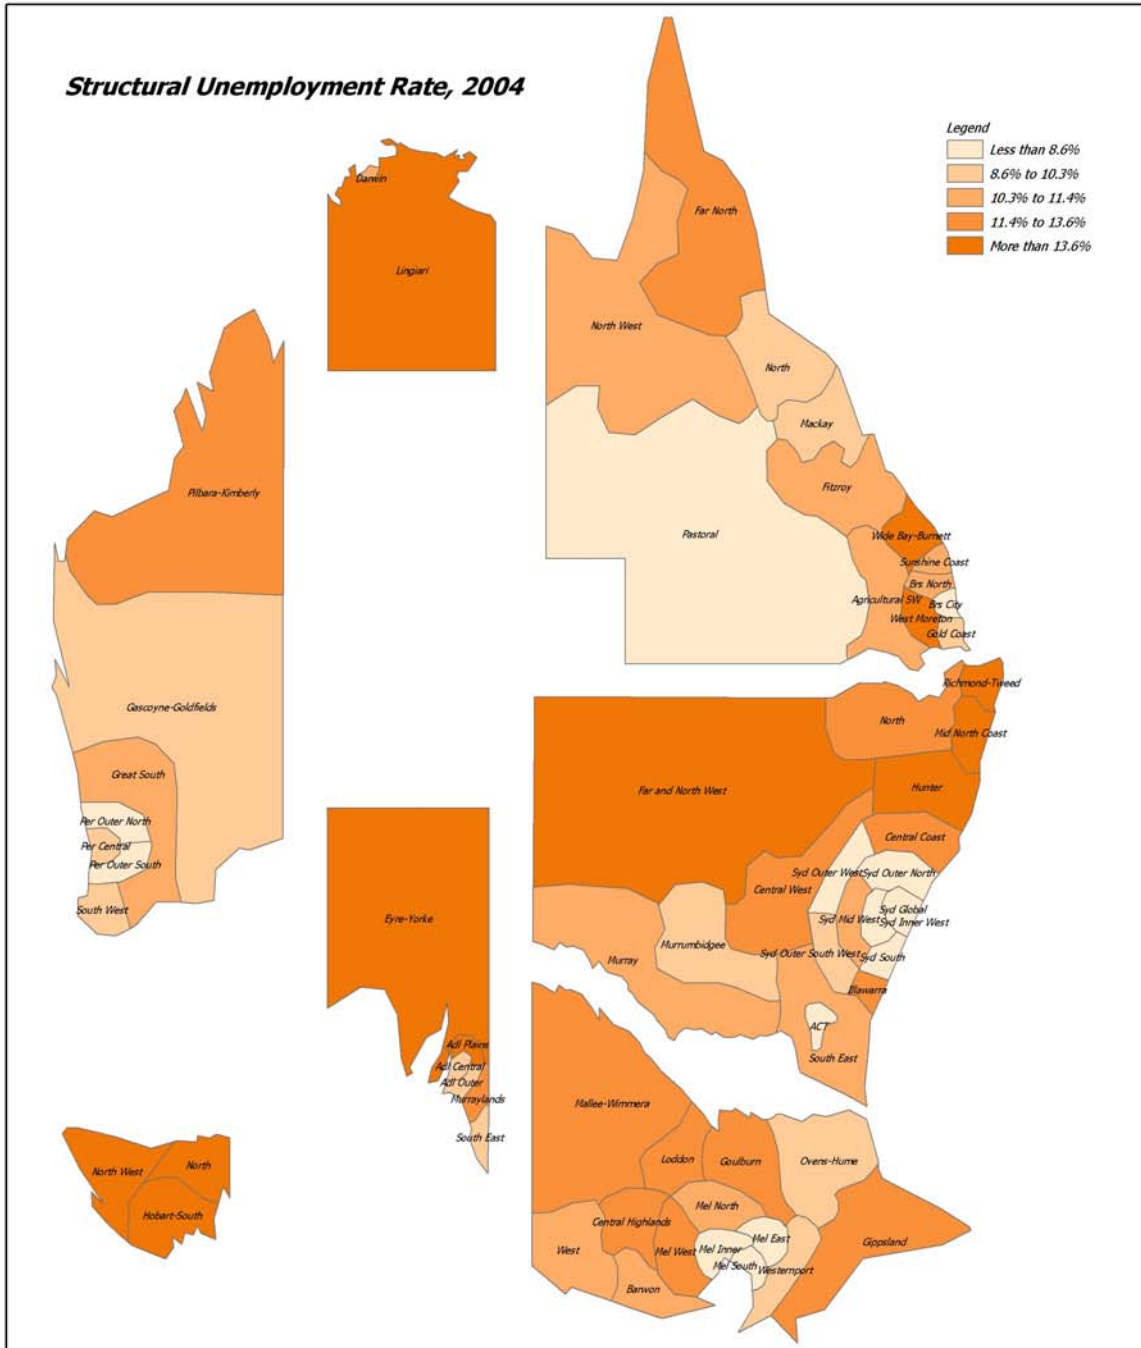 Structural Unemployment Rate, 2004
Legend
Less than 8.6%
8.6% to 10.3%
10.3% to 11.4%
11.4% to 13.6%
More than 13.6%
Darwin
Lingiari
Far North
North West
North
Mackay
Fitzroy
Pastoral
Wide Bay-Burnett
Sunshine Coast
Brs North
Agricultural SW
Brs City
West Moreton
Gold Coast
Pilbara-Kimberly
Gascoyne-Goldfields
Great South
Per Outer North
Per Central
Per Outer South
South West
Richmond-Tweed
North
Mid North Coast
Far and North West
Hunter
Central Coast
Syd Outer West
Syd Outer North
Central West
Syd Global
Syd Mid West
Syd Inner West
Murrumbidgee
Syd Outer South West
Syd South
Murray
Illawarra
ACT
South East
Eyre-Yorke
Adl Plains
Adl Central
Adl Outer
Murraylands
South East
Mallee-Wimmera
Loddon
Goulburn
Ovens-Hume
Mel North
Central Highlands
Mel East
Gippsland
West
Mel West
Mel Inner
Mel South
Westernport
Barwon
North West
North
Hobart-South